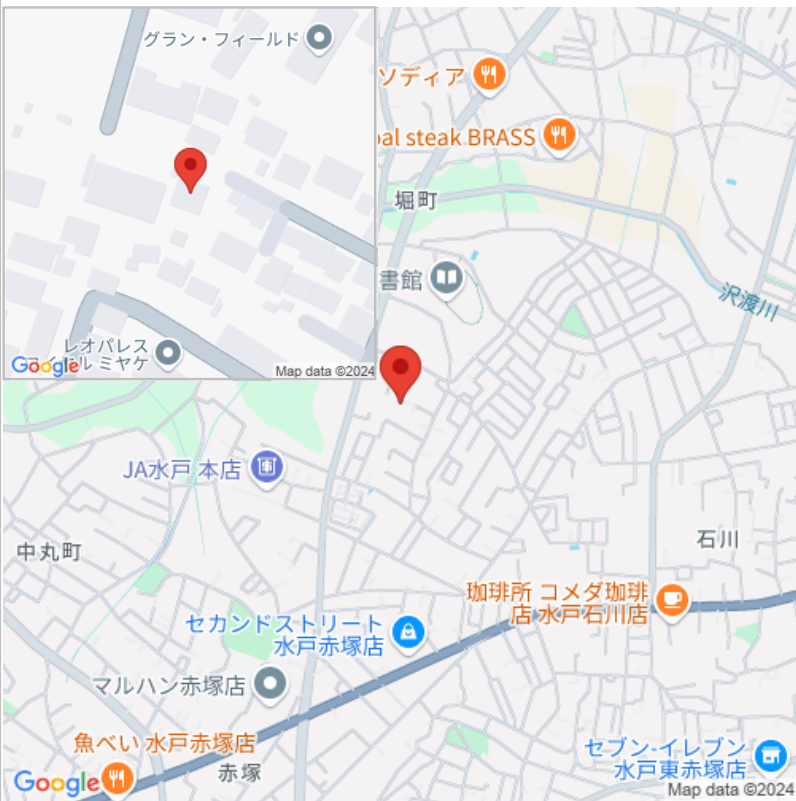 グラン・フィールド
レオパレス
ミヤケ
Google
Map data ©2024
ソディア
steak BRASS
堀町
書館
沢渡川
JA水戸 本店
中丸町
石川
珈琲所 コメダ珈琲
店 水戸石川店
セカンドストリート
水戸赤塚店
マルハン赤塚店
魚べい 水戸赤塚店
赤塚
セブン-イレブン
水戸東赤塚店
Google
Map data ©2024